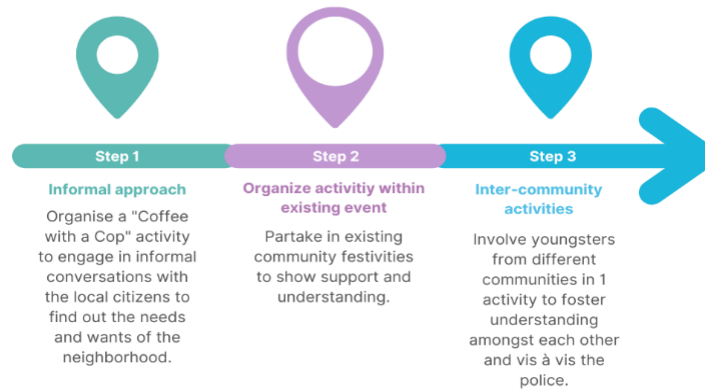 Step 1
Informal approach
Organise a "Coffee
with a Cop" activity
to engage in informal
conversations with
the local citizens to
find out the needs
and wants of the
neighborhood.
Step 2
Organize activitiy within
existing event
Partake in existing
community festivities
to show support and
understanding.
Step 3
Inter-community
activities
Involve youngsters
from different
communities in 1
activity to foster
understanding
amongst each other
and vis à vis the
police.